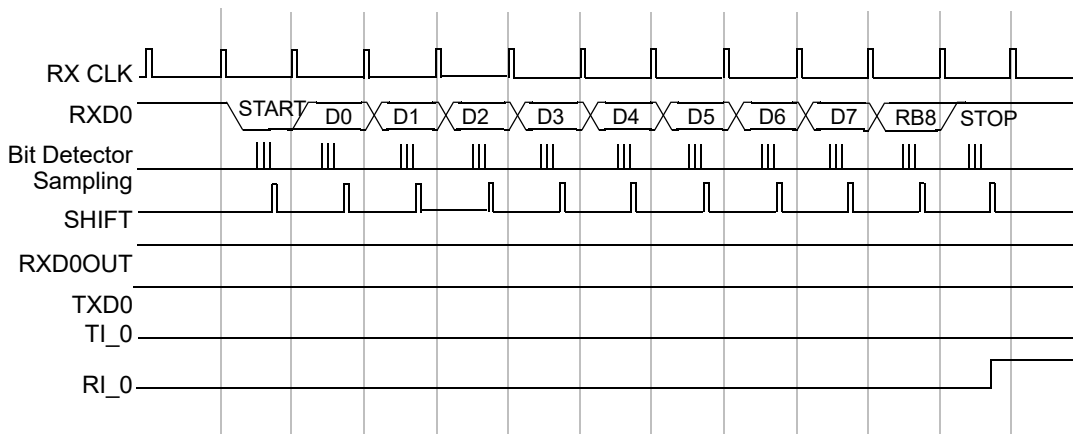 RX CLK
RXD0 START D0 D1 D2 D3 D4 D5 D6 D7 RB8 STOP
Bit Detector
Sampling
SHIFT
RXD0OUT
TXD0
TI_0
RI_0